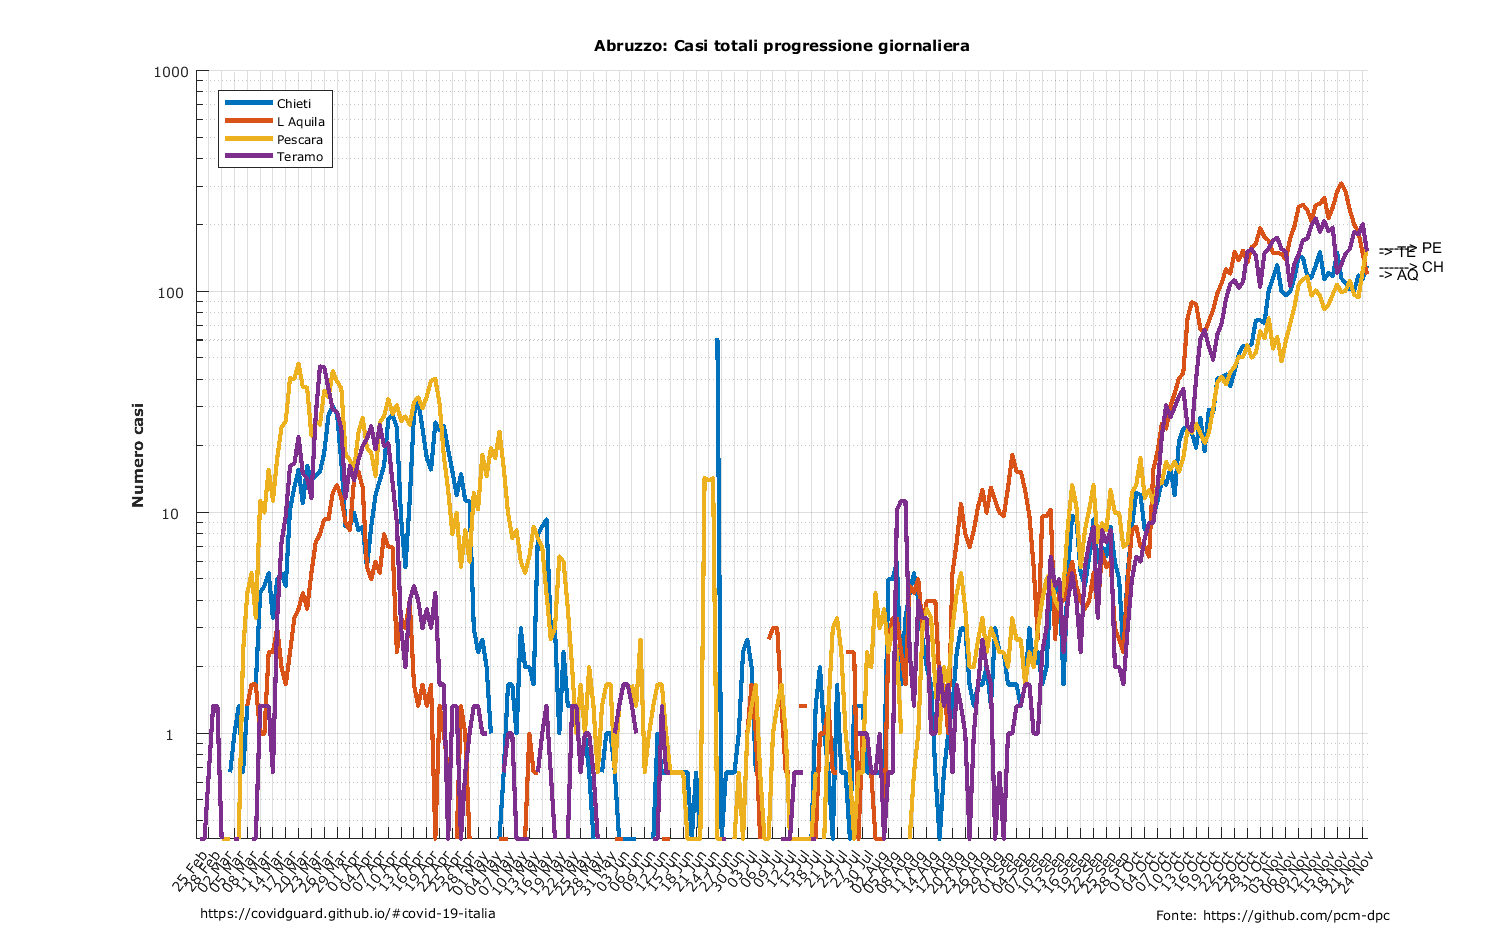 Abruzzo: Casi totali progressione giornaliera
1000
100
10
1
Numero casi
Chieti
L Aquila
Pescara
Teramo
-----> PE
-> TE
-----> CH
-> AQ
25 Feb
28 Feb
02 Mar
05 Mar
08 Mar
11 Mar
14 Mar
17 Mar
20 Mar
23 Mar
26 Mar
29 Mar
01 Apr
04 Apr
07 Apr
10 Apr
13 Apr
16 Apr
19 Apr
22 Apr
25 Apr
28 Apr
01 May
04 May
07 May
10 May
13 May
16 May
19 May
22 May
25 May
28 May
31 May
03 Jun
06 Jun
09 Jun
12 Jun
15 Jun
18 Jun
21 Jun
24 Jun
27 Jun
30 Jun
03 Jul
06 Jul
09 Jul
12 Jul
15 Jul
18 Jul
21 Jul
24 Jul
27 Jul
30 Jul
02 Aug
05 Aug
08 Aug
11 Aug
14 Aug
17 Aug
20 Aug
23 Aug
26 Aug
29 Aug
01 Sep
04 Sep
07 Sep
10 Sep
13 Sep
16 Sep
19 Sep
22 Sep
25 Sep
28 Sep
01 Oct
04 Oct
07 Oct
10 Oct
13 Oct
16 Oct
19 Oct
22 Oct
25 Oct
28 Oct
31 Oct
03 Nov
06 Nov
09 Nov
12 Nov
15 Nov
18 Nov
21 Nov
24 Nov
https://covidguard.github.io/#covid-19-italia
Fonte: https://github.com/pcm-dpc